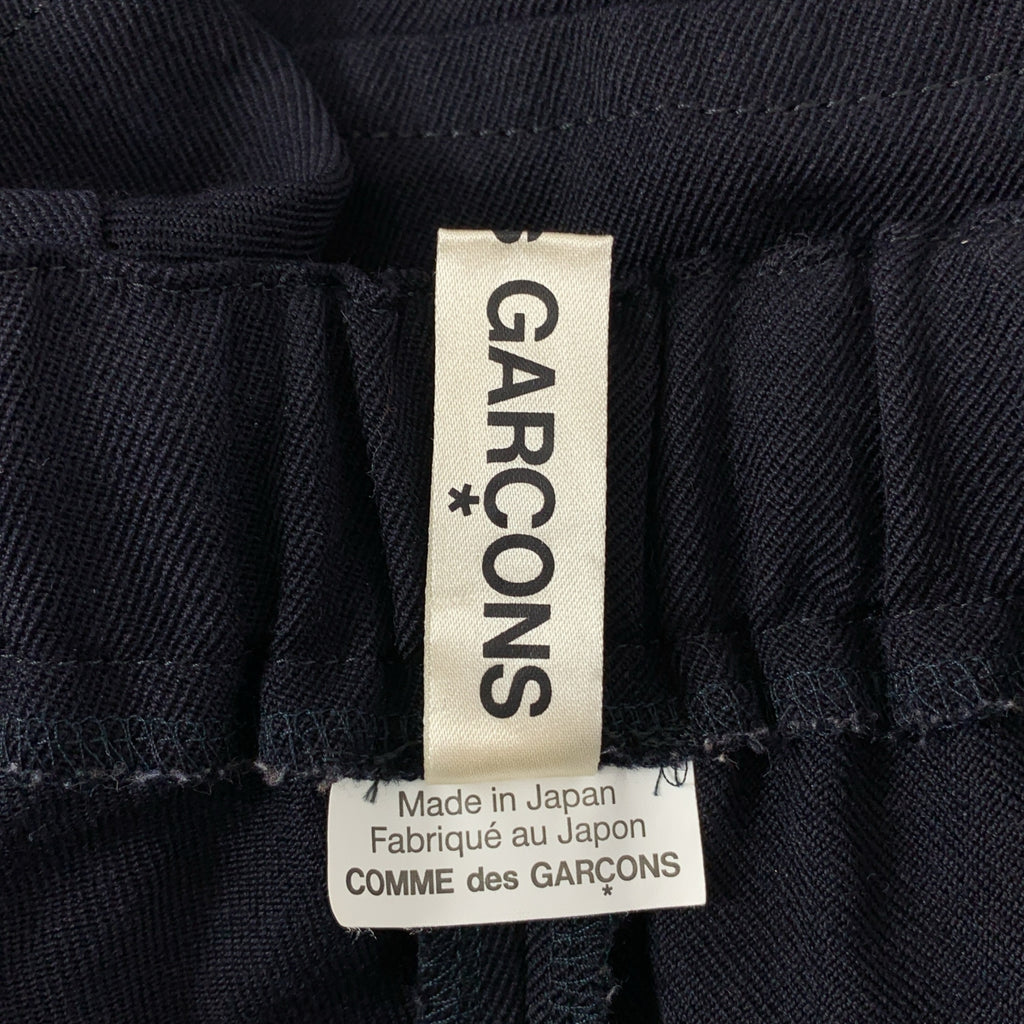 S GARÇONS
*
Made in Japan
Fabriqué au Japon
COMME des GARÇONS
*